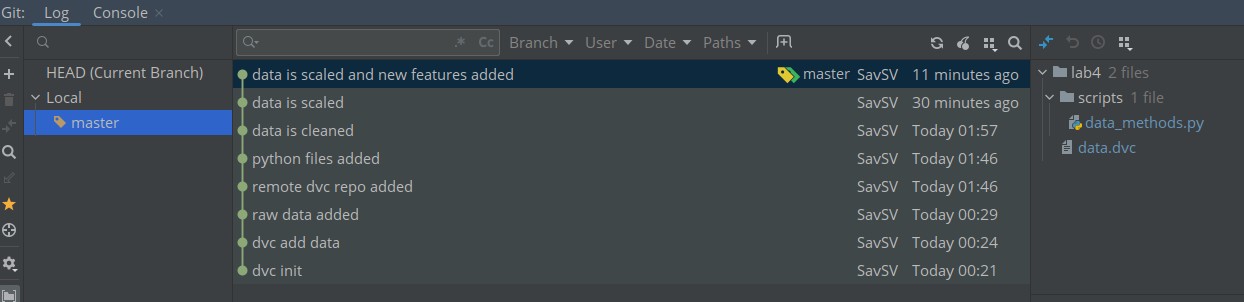 Git: Log Console
.* Cc Branch User Date Paths
HEAD (Current Branch)
Local
master
data is scaled and new features added master SavSV 11 minutes ago
data is scaled SavSV 30 minutes ago
data is cleaned SavSV Today 01:57
python files added SavSV Today 01:46
remote dvc repo added SavSV Today 01:46
raw data added SavSV Today 00:29
dvc add data SavSV Today 00:24
dvc init SavSV Today 00:21
lab4 2 files
scripts 1 file
data_methods.py
data.dvc